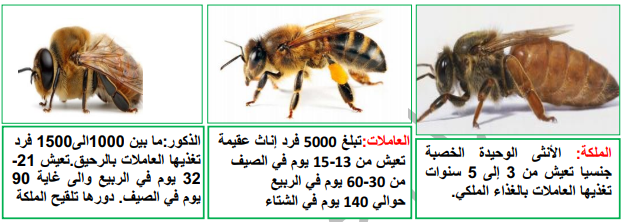 الملكة: الأنثى الوحيدة الخصبة
جنسيا تعيش من 3 إلى 5 سنوات
تغذيها العاملات بالغذاء الملكي.
العاملات:تبلغ 5000 فرد إناث عقيمة
تعيش من 13-15 يوم في الصيف
من 30-60 يوم في الربيع
حوالي 140 يوم في الشتاء
الذكور:ما بين 1000الى1500 فرد
تغذيها العاملات بالرحيق.تعيش 21-
32 يوم في الربيع والى غاية 90
يوم في الصيف. دورها تلقيح الملكة